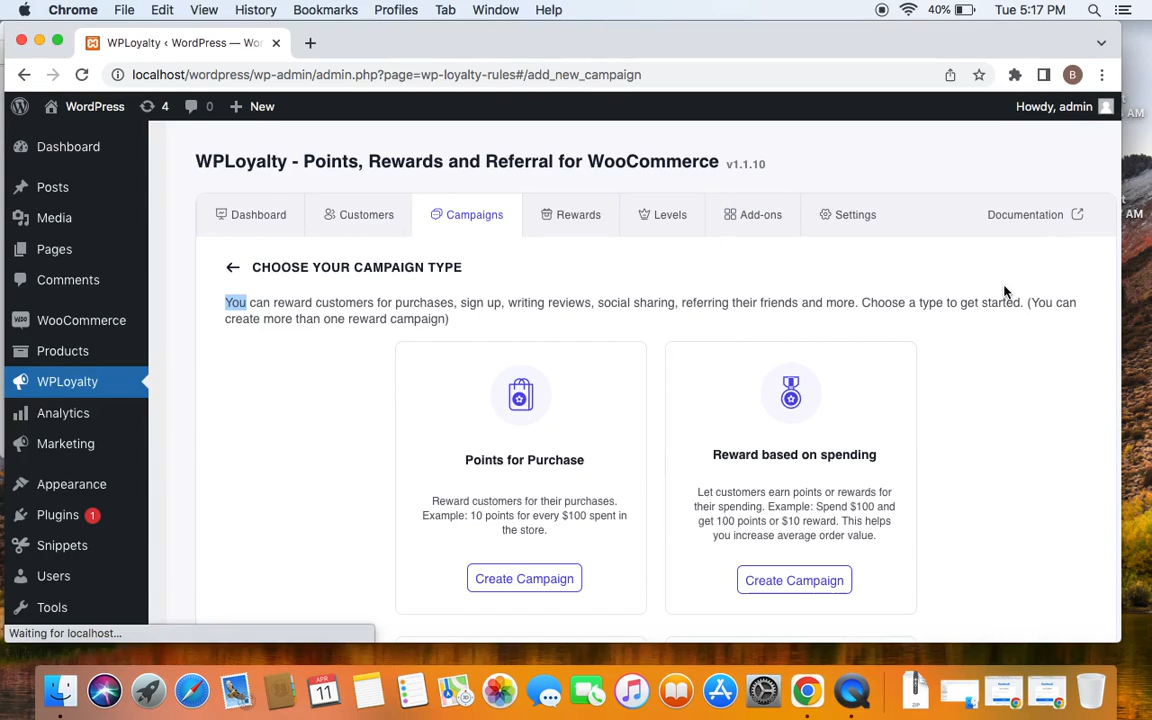 Chrome File Edit View History Bookmarks Profiles Tab Window Help 40% Tue 5:17 PM
WPLoyalty ‹ WordPress — Wor
localhost/wordpress/wp-admin/admin.php?page=wp-loyalty-rules#/add_new_campaign B
WordPress 4 0 New Howdy, admin
AM
Dashboard
Posts
Media
Pages
Comments
WooCommerce
Products
WPLoyalty
Analytics
Marketing
Appearance
Plugins 1
Snippets
Users
Tools
WPLoyalty - Points, Rewards and Referral for WooCommerce v1.1.10
Dashboard Customers Campaigns Rewards Levels Add-ons Settings Documentation
AM
CHOOSE YOUR CAMPAIGN TYPE
You can reward customers for purchases, sign up, writing reviews, social sharing, referring their friends and more. Choose a type to get started. (You can
create more than one reward campaign)
Points for Purchase
Reward customers for their purchases.
Example: 10 points for every $100 spent in
the store.
Create Campaign
Reward based on spending
Let customers earn points or rewards for
their spending. Example: Spend $100 and
get 100 points or $10 reward. This helps
you increase average order value.
Create Campaign
Waiting for localhost...
APR
11
ZIP